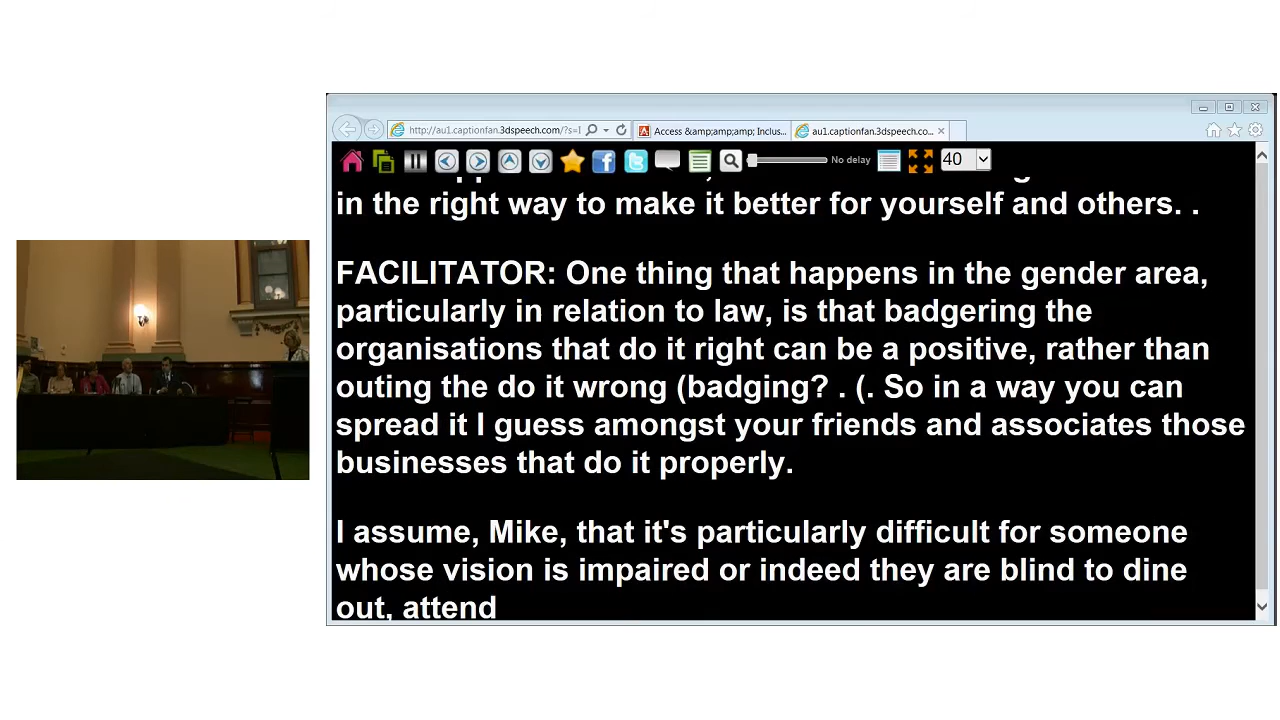 http://au1.captionfan.3dspeech.com/?s=I
Access &amp;amp;amp; Inclus...
au1.captionfan.3dspeech.co...
No delay
40
in the right way to make it better for yourself and others. .
FACILITATOR: One thing that happens in the gender area,
particularly in relation to law, is that badgering the
organisations that do it right can be a positive, rather than
outing the do it wrong (badging? . (. So in a way you can
spread it I guess amongst your friends and associates those
businesses that do it properly.
I assume, Mike, that it's particularly difficult for someone
whose vision is impaired or indeed they are blind to dine
out, attend